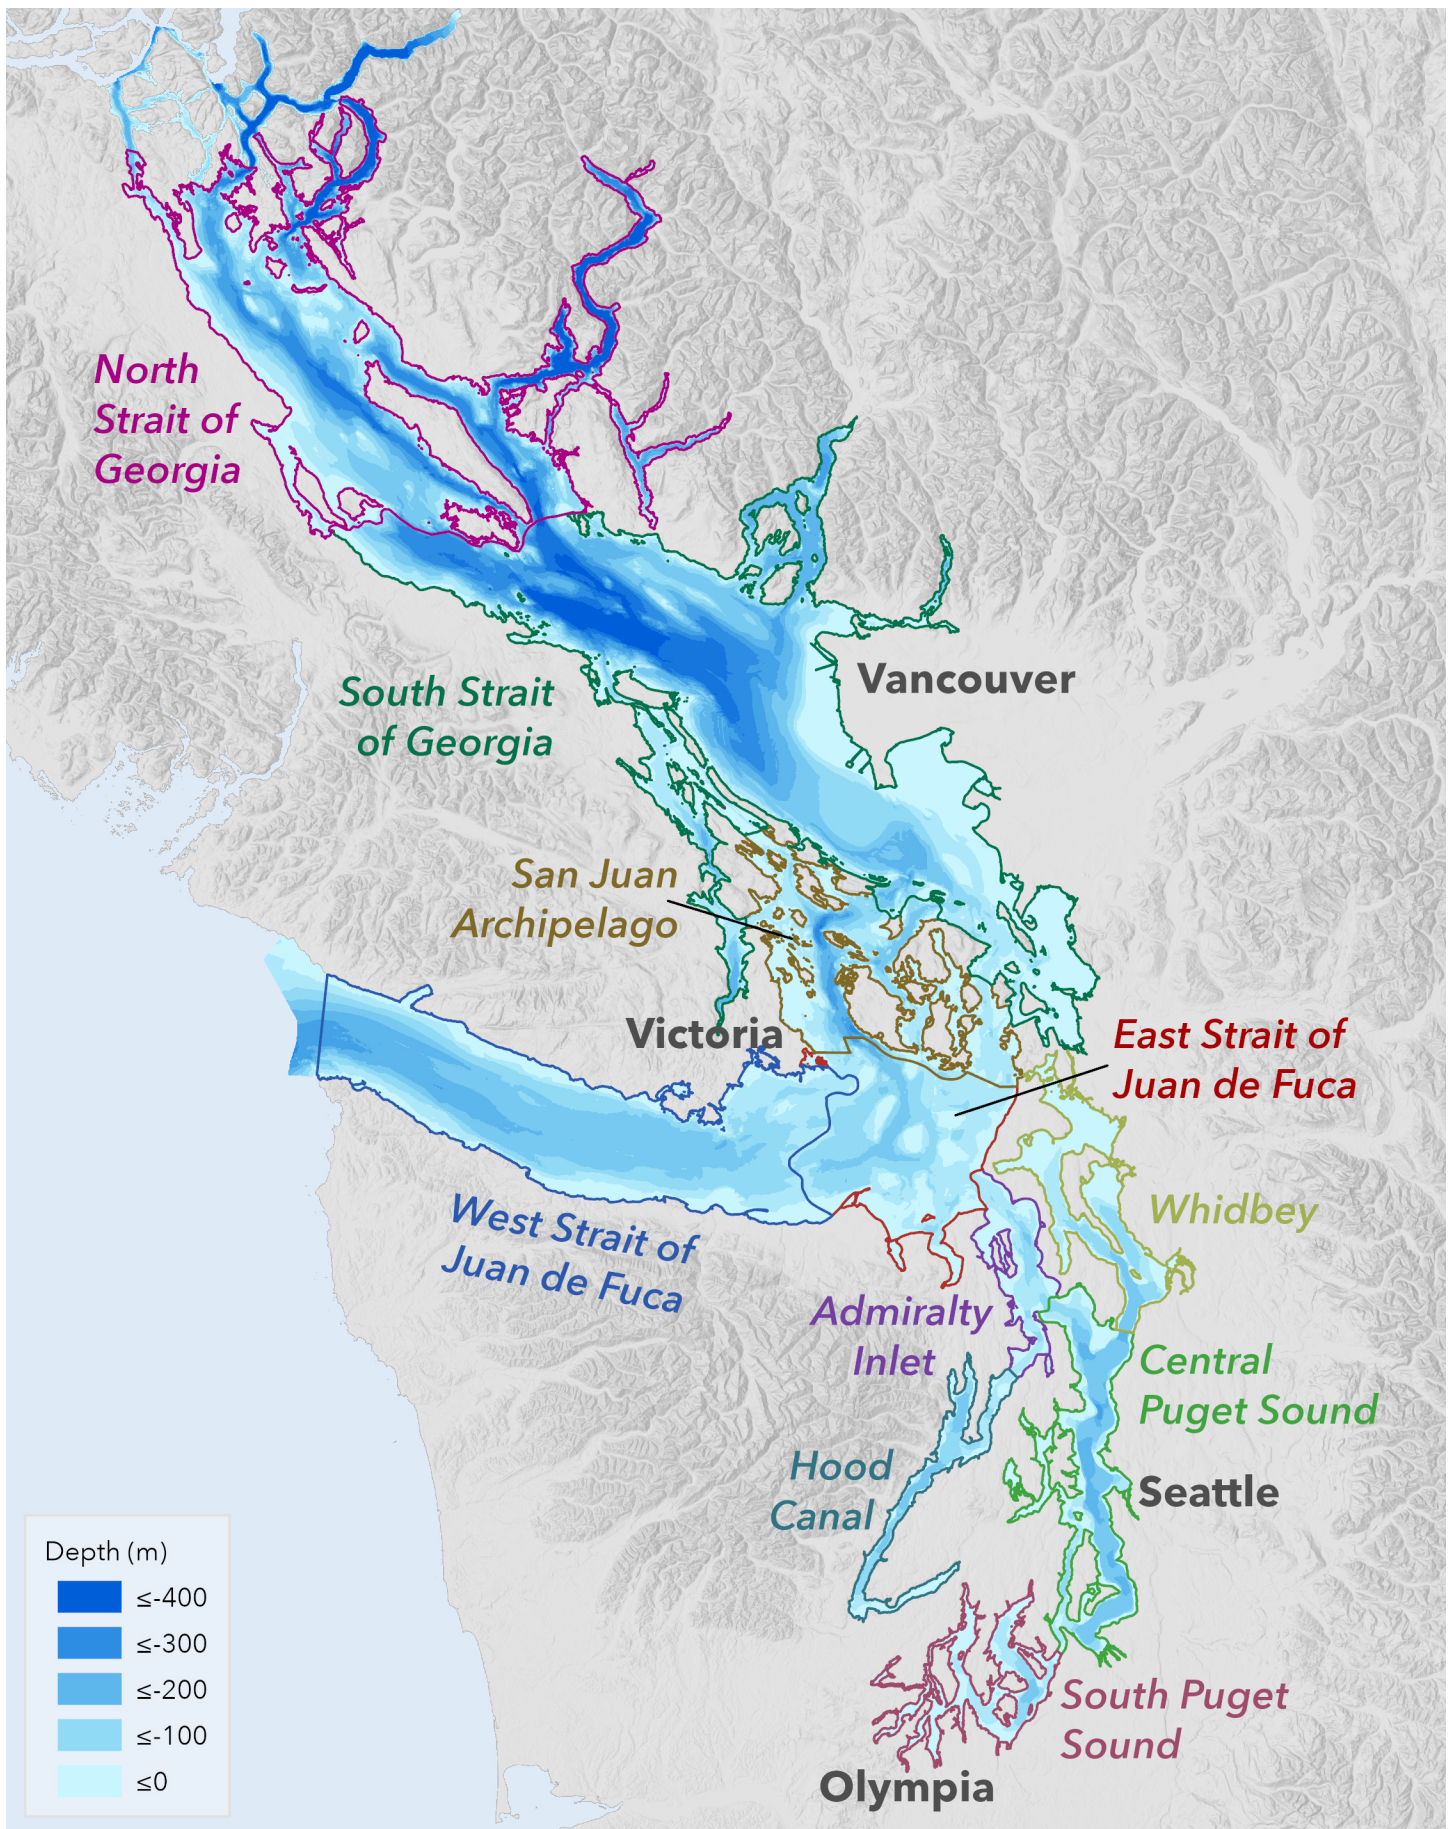 North
Strait of
Georgia
Vancouver
South Strait
of Georgia
San Juan
Archipelago
Victoria
East Strait of
Juan de Fuca
West Strait of
Juan de Fuca
Whidbey
Admiralty
Inlet
Central
Puget Sound
Hood
Canal
Seattle
South Puget
Sound
Olympia
Depth (m)
≤-400
≤-300
≤-200
≤-100
≤0